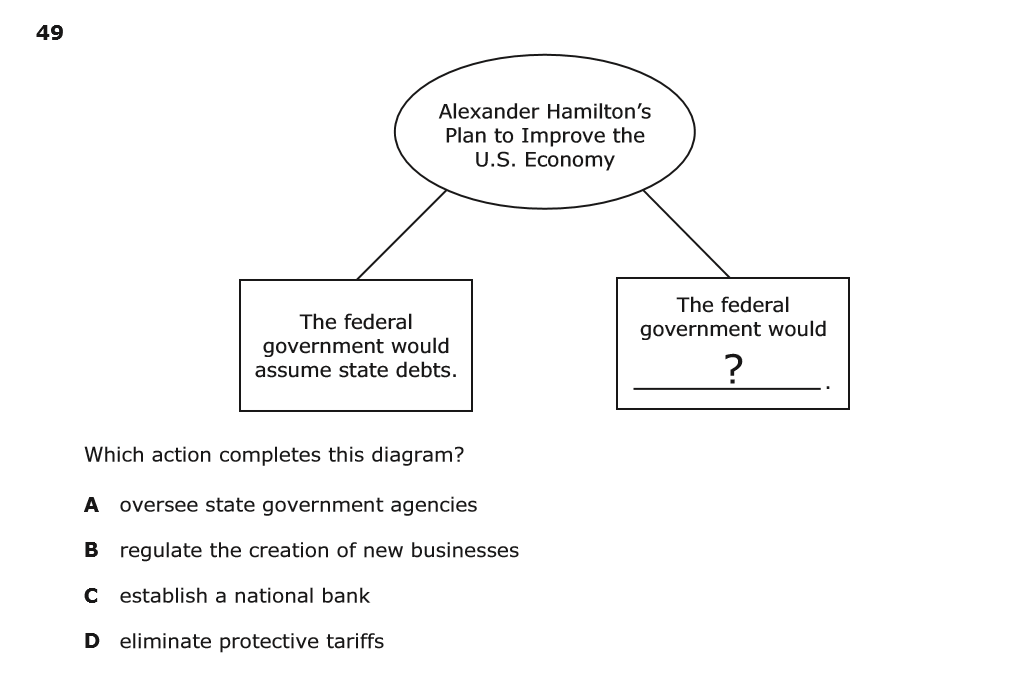 49
Alexander Hamilton's
Plan to Improve the
U.S. Economy
The federal
government would
assume state debts.
The federal
government would
?
.
Which action completes this diagram?
A oversee state government agencies
B regulate the creation of new businesses
C establish a national bank
D eliminate protective tariffs